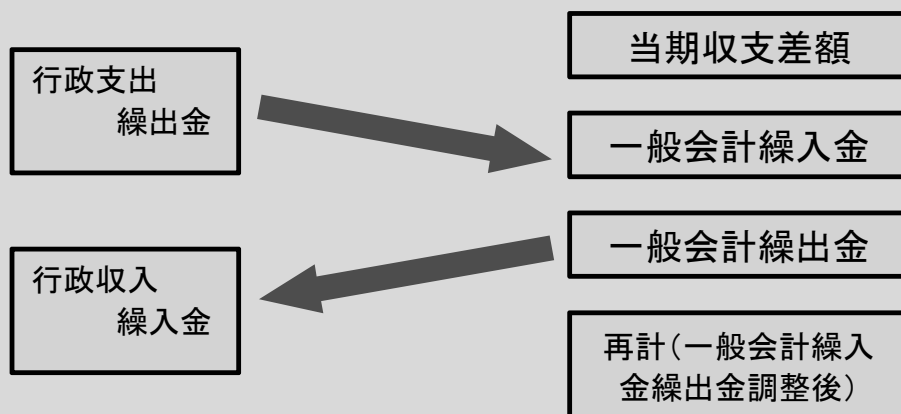 行政支出
繰出金
行政収入
繰入金
当期収支差額
一般会計繰入金
一般会計繰出金
再計（一般会計繰入
金繰出金調整後）